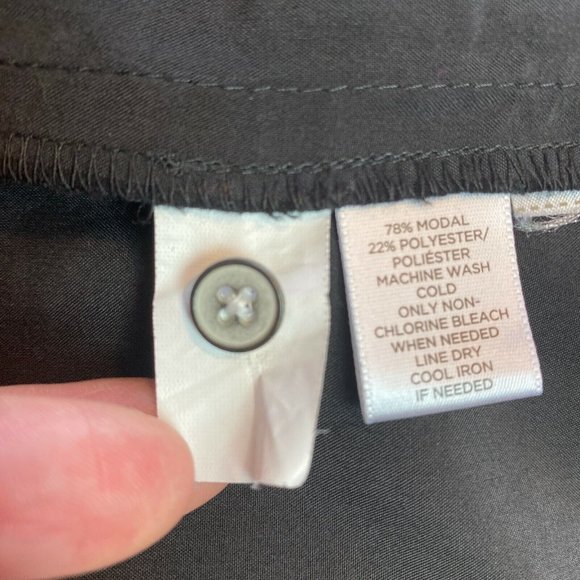 78% MODAL
22% POLYESTER/
POLIÉSTER
MACHINE WASH
COLD
ONLY NON-
CHLORINE BLEACH
WHEN NEEDED
LINE DRY
COOL IRON
IF NEEDED